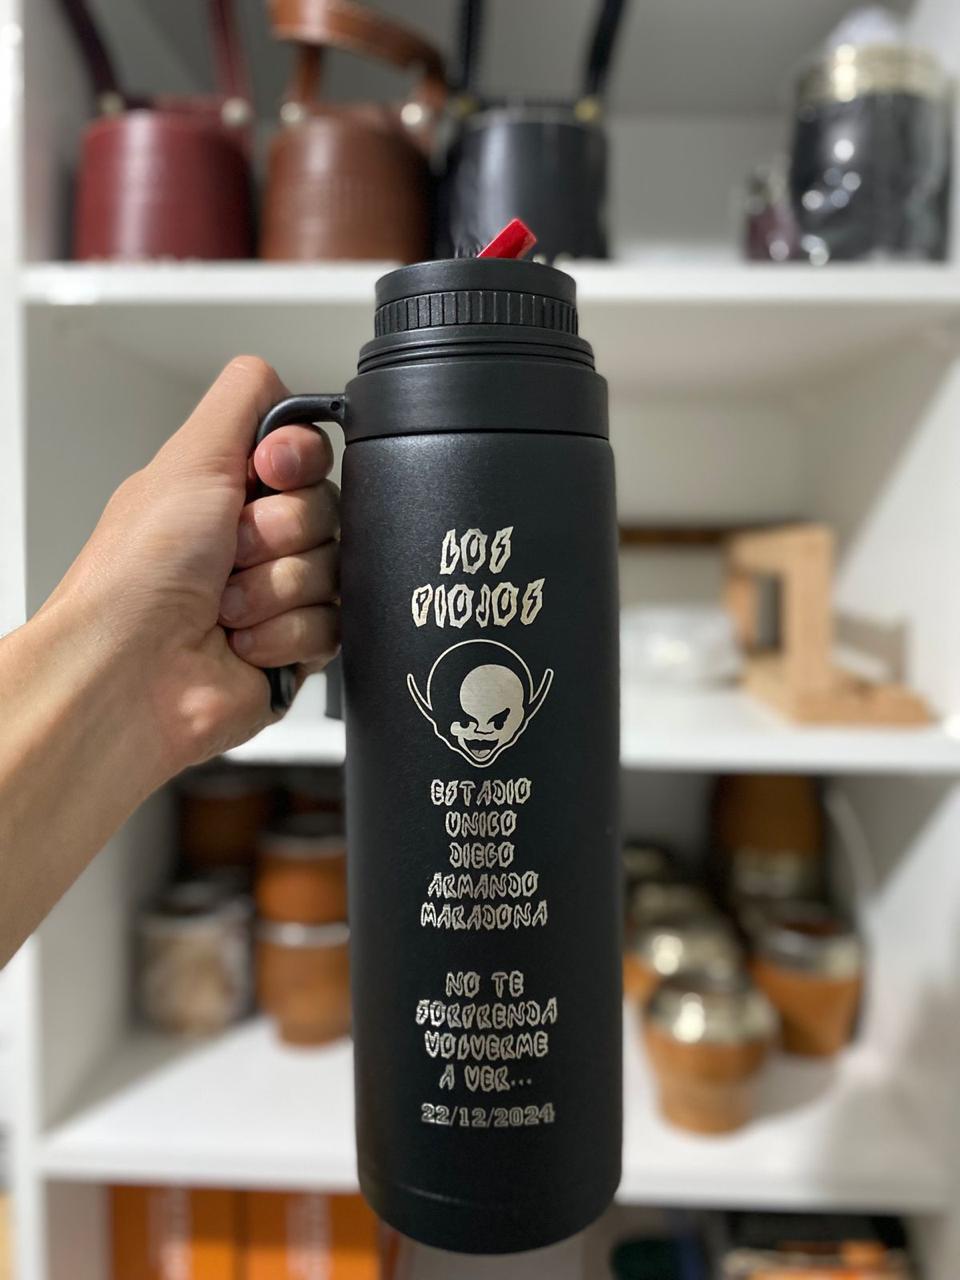 LOS
PIOJOS
ESTADIO
UNICO
DIEGO
ARMANDO
MARADONA
NO TE
SORPRENDA
VOLVERME
A VER...
22/12/2024